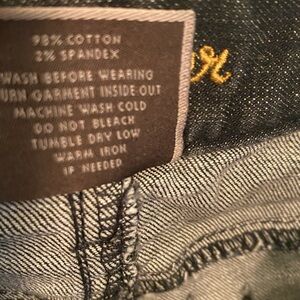 98% COTTON
2% SPANDEX
WASH BEFORE WEARING
TURN GARMENT INSIDE OUT
MACHINE WASH COLD
DO NOT BLEACH
TUMBLE DRY LOW
WARM IRON
IF NEEDED